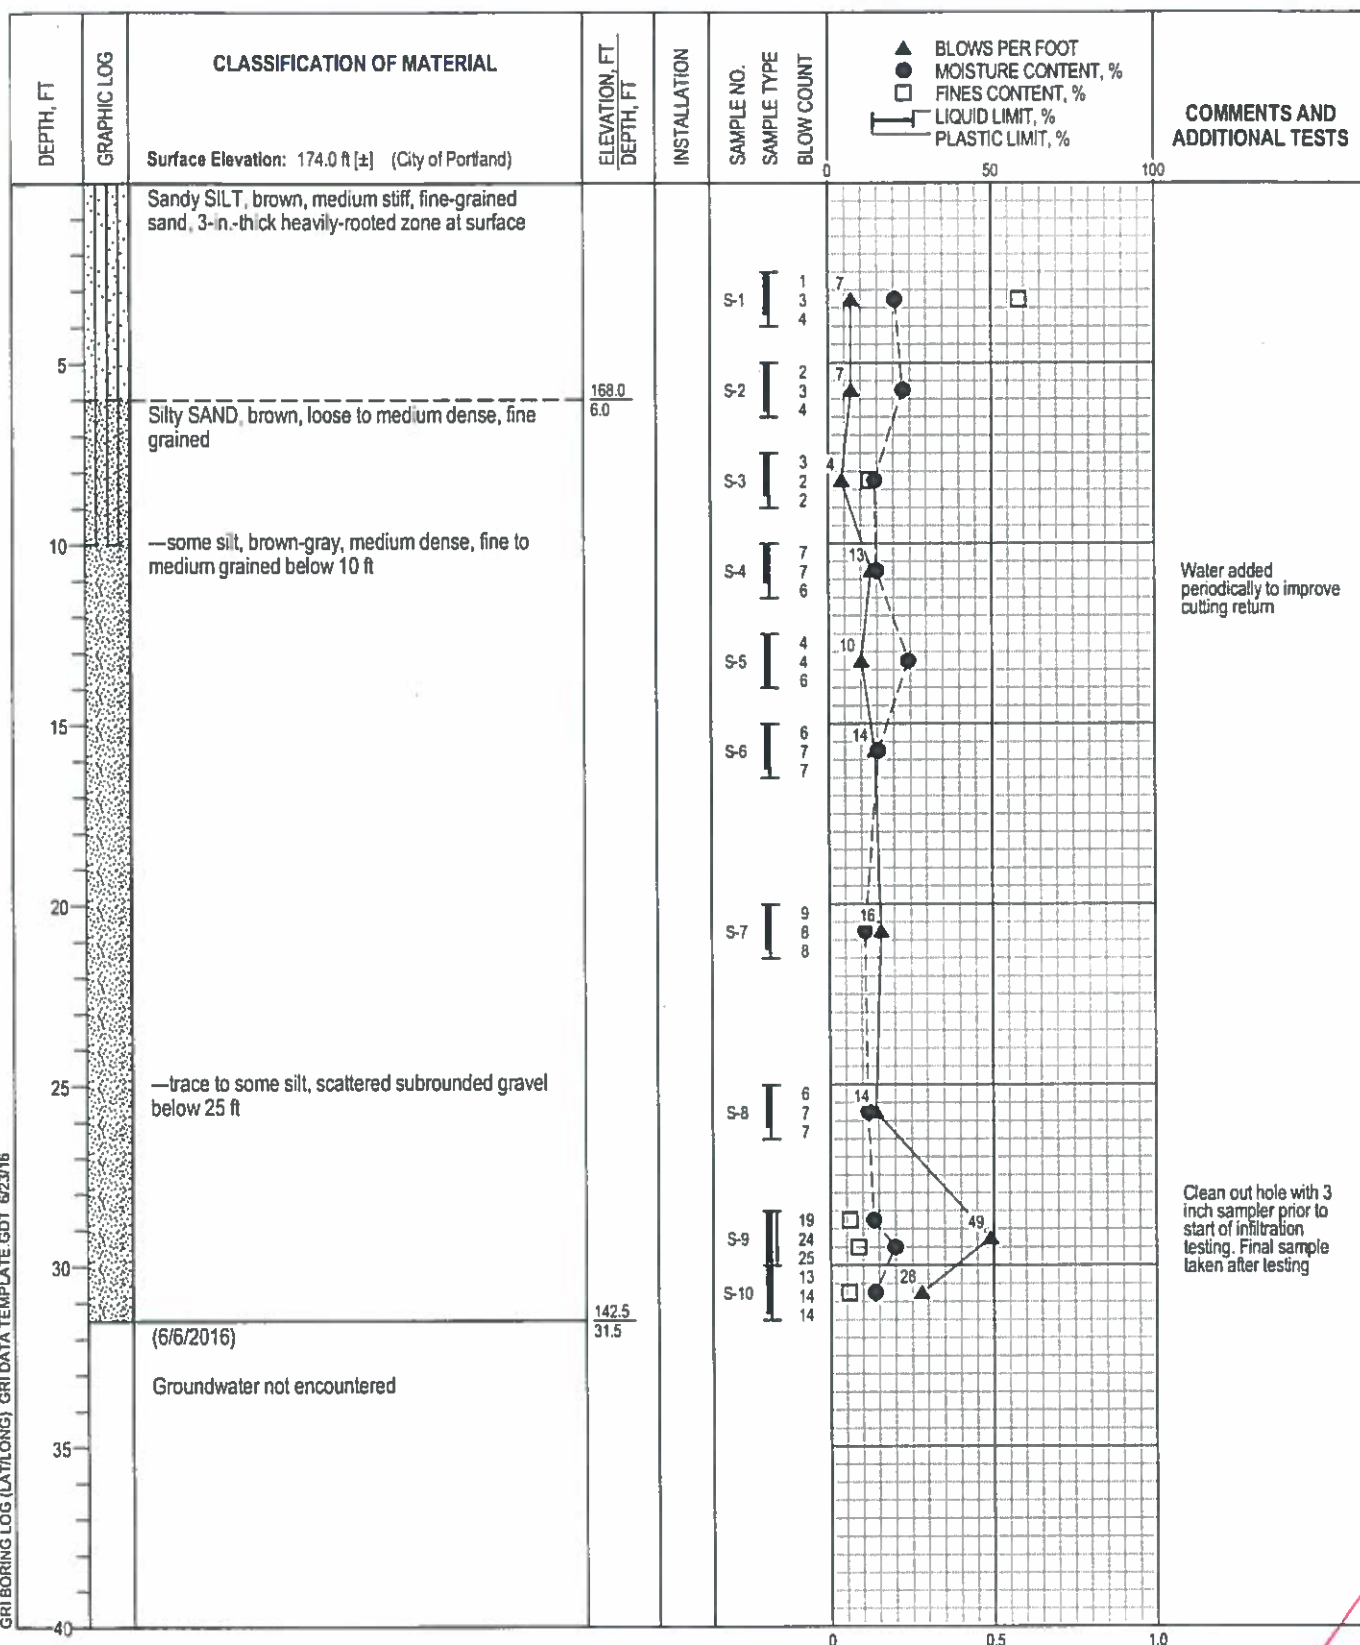 DEPTH, FT
GRAPHIC LOG
CLASSIFICATION OF MATERIAL
Surface Elevation: 174.0 ft [±] (City of Portland)
ELEVATION, FT
DEPTH, FT
INSTALLATION
SAMPLE NO.
SAMPLE TYPE
BLOW COUNT
BLOWS PER FOOT
MOISTURE CONTENT, %
FINES CONTENT, %
LIQUID LIMIT, %
PLASTIC LIMIT, %
0 50 100
COMMENTS AND
ADDITIONAL TESTS
Sandy SILT, brown, medium stiff, fine-grained
sand, 3-in.-thick heavily-rooted zone at surface
S-1
1
3
4
7
5
168.0
6.0
S-2
2
3
4
7
Silty SAND, brown, loose to medium dense, fine
grained
S-3
3
2
2
4
10
—some silt, brown-gray, medium dense, fine to
medium grained below 10 ft
S-4
7
7
6
13
Water added
periodically to improve
cutting return
S-5
4
4
6
10
15
S-6
6
7
7
14
20
S-7
9
8
8
16
25
—trace to some silt, scattered subrounded gravel
below 25 ft
S-8
6
7
7
14
S-9
19
24
25
49
Clean out hole with 3
inch sampler prior to
start of infiltration
testing. Final sample
taken after testing
30
S-10
13
14
14
28
142.5
31.5
(6/6/2016)
Groundwater not encountered
35
40
0 0.5 1.0
GRI BORING LOG (LAT/LONG) GRI DATA TEMPLATE.GDT 6/23/16